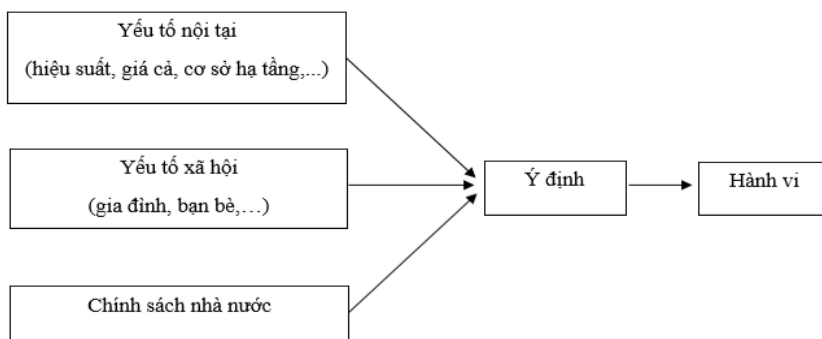 Yếu tố nội tại
(hiệu suất, giá cả, cơ sở hạ tầng,...)
Yếu tố xã hội
(gia đình, bạn bè,...)
Ý định
Hành vi
Chính sách nhà nước